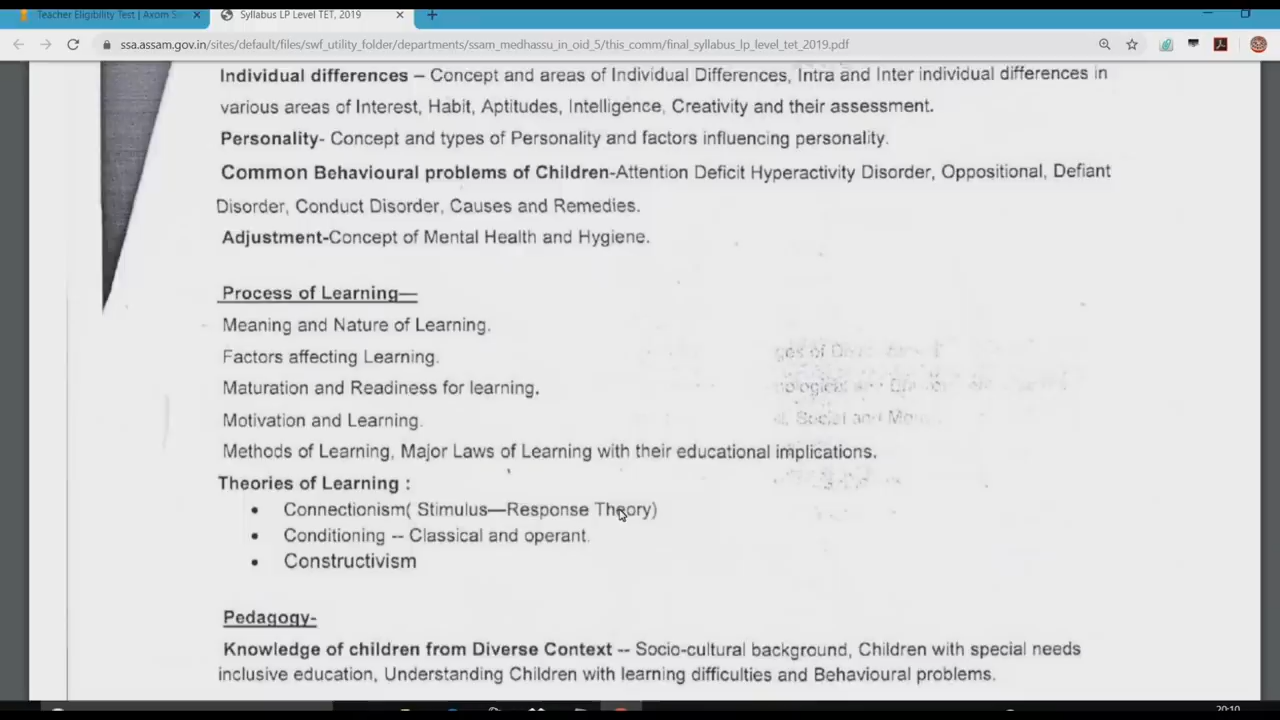 Teacher Eligibility Test | Axom S
Syllabus LP Level TET, 2019
ssa.assam.gov.in/sites/default/files/swf_utility_folder/departments/ssam_medhassu_in_oid_5/this_comm/final_syllabus_lp_level_tet_2019.pdf
Individual differences – Concept and areas of Individual Differences, Intra and Inter individual differences in
various areas of Interest, Habit, Aptitudes, Intelligence, Creativity and their assessment.
Personality- Concept and types of Personality and factors influencing personality.
Common Behavioural problems of Children-Attention Deficit Hyperactivity Disorder, Oppositional, Defiant
Disorder, Conduct Disorder, Causes and Remedies.
Adjustment-Concept of Mental Health and Hygiene.
Process of Learning—
Meaning and Nature of Learning.
Factors affecting Learning.
Maturation and Readiness for learning.
Motivation and Learning.
Methods of Learning, Major Laws of Learning with their educational implications.
Theories of Learning :
• Connectionism( Stimulus—Response Theory)
• Conditioning -- Classical and operant.
• Constructivism
Pedagogy-
Knowledge of children from Diverse Context -- Socio-cultural background, Children with special needs
inclusive education, Understanding Children with learning difficulties and Behavioural problems.
20:10